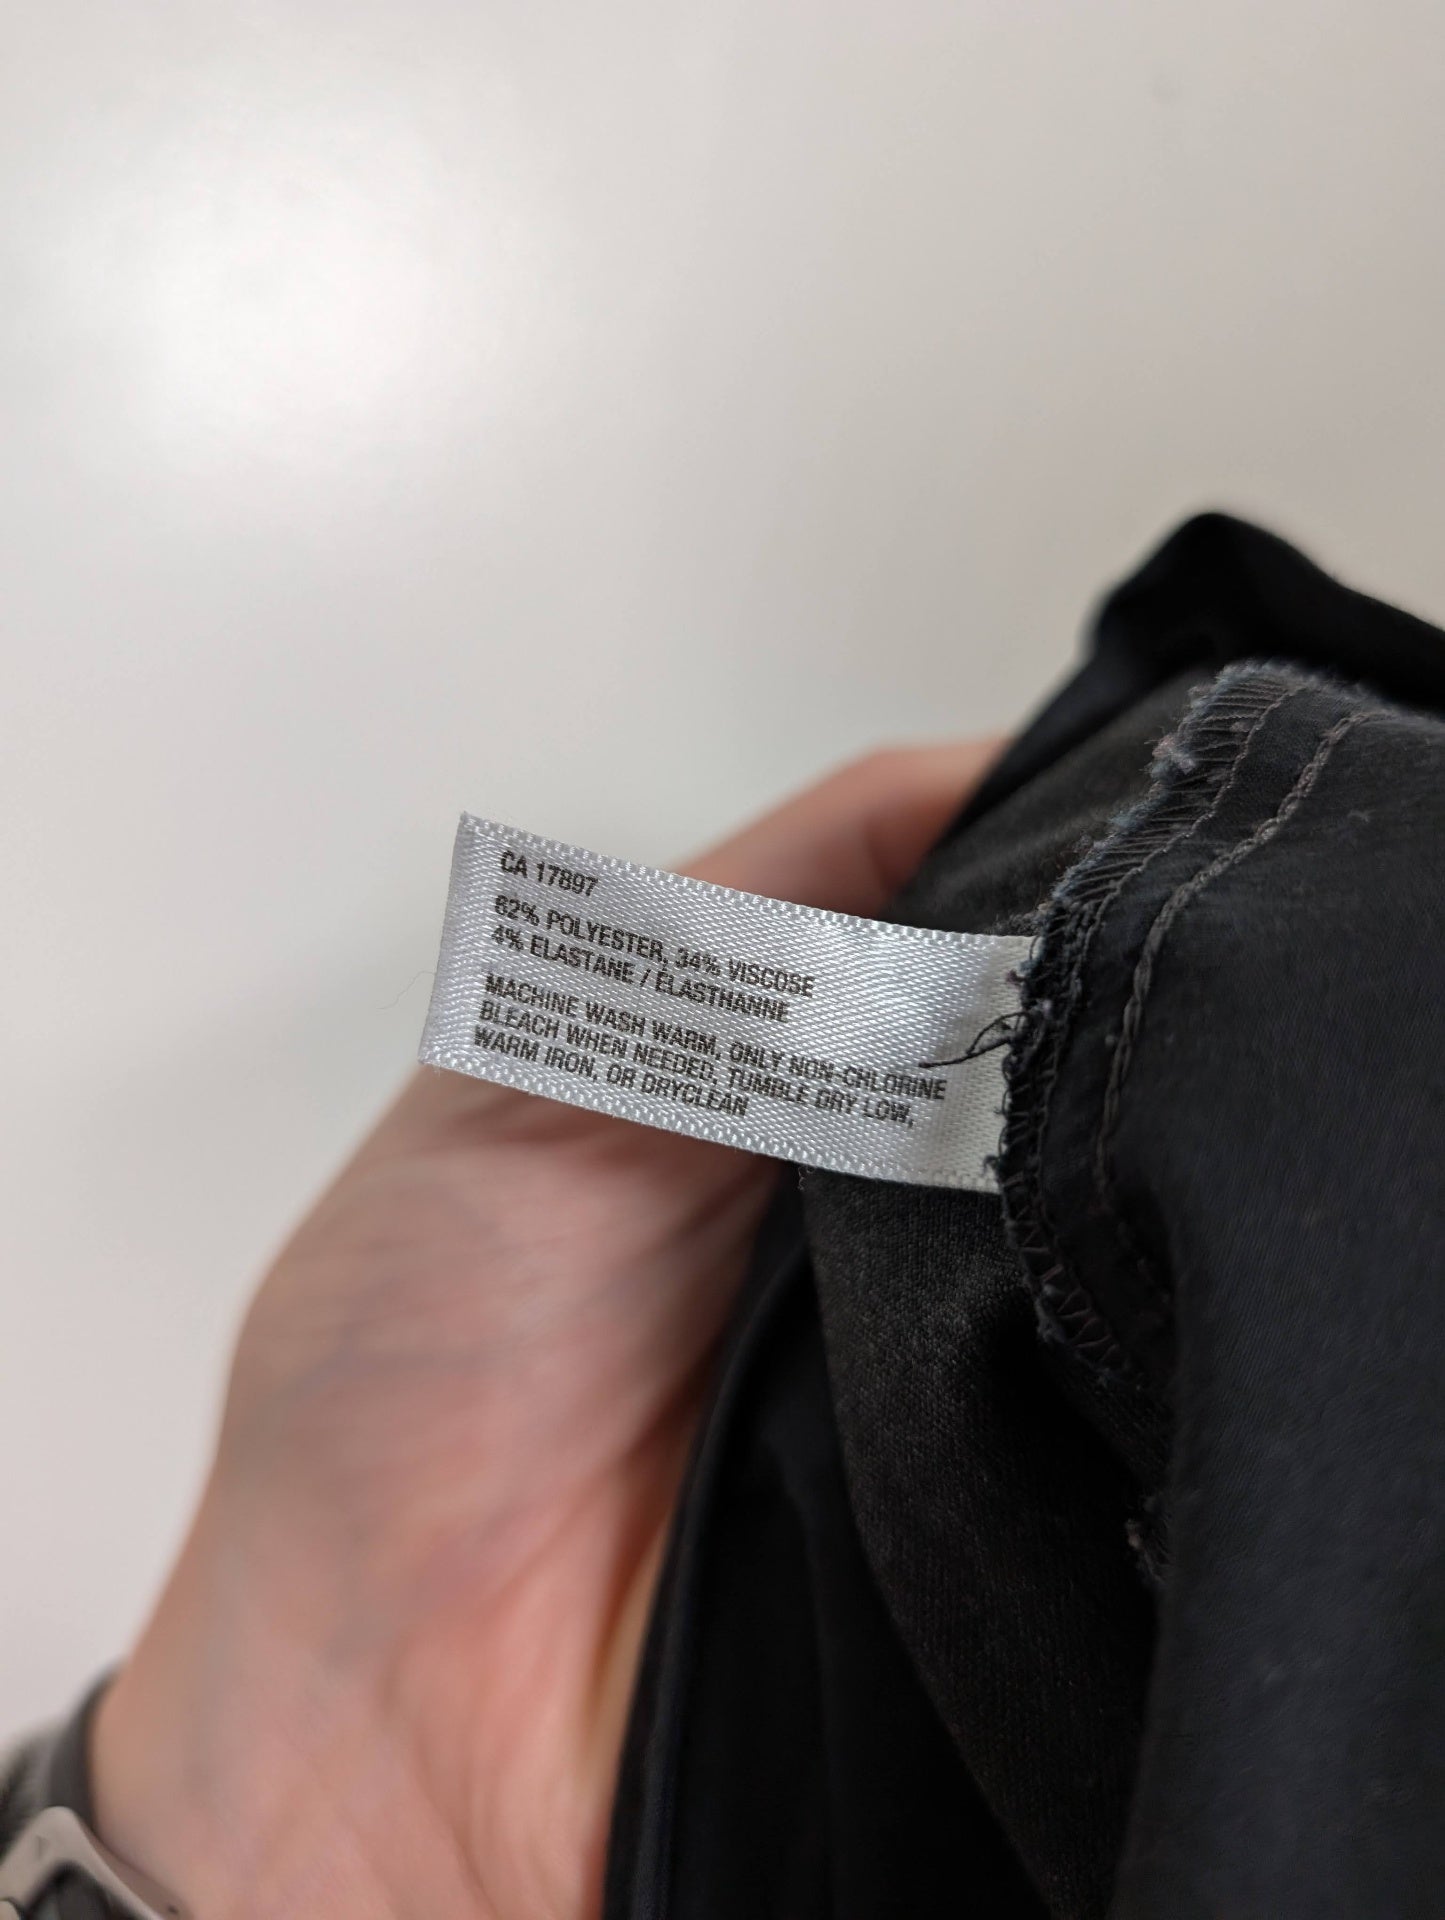 CA 17897
62% POLYESTER, 34% VISCOSE
4% ELASTANE / ÉLASTHANNE
MACHINE WASH WARM, ONLY NON-CHLORINE
BLEACH WHEN NEEDED, TUMBLE DRY LOW,
WARM IRON, OR DRYCLEAN